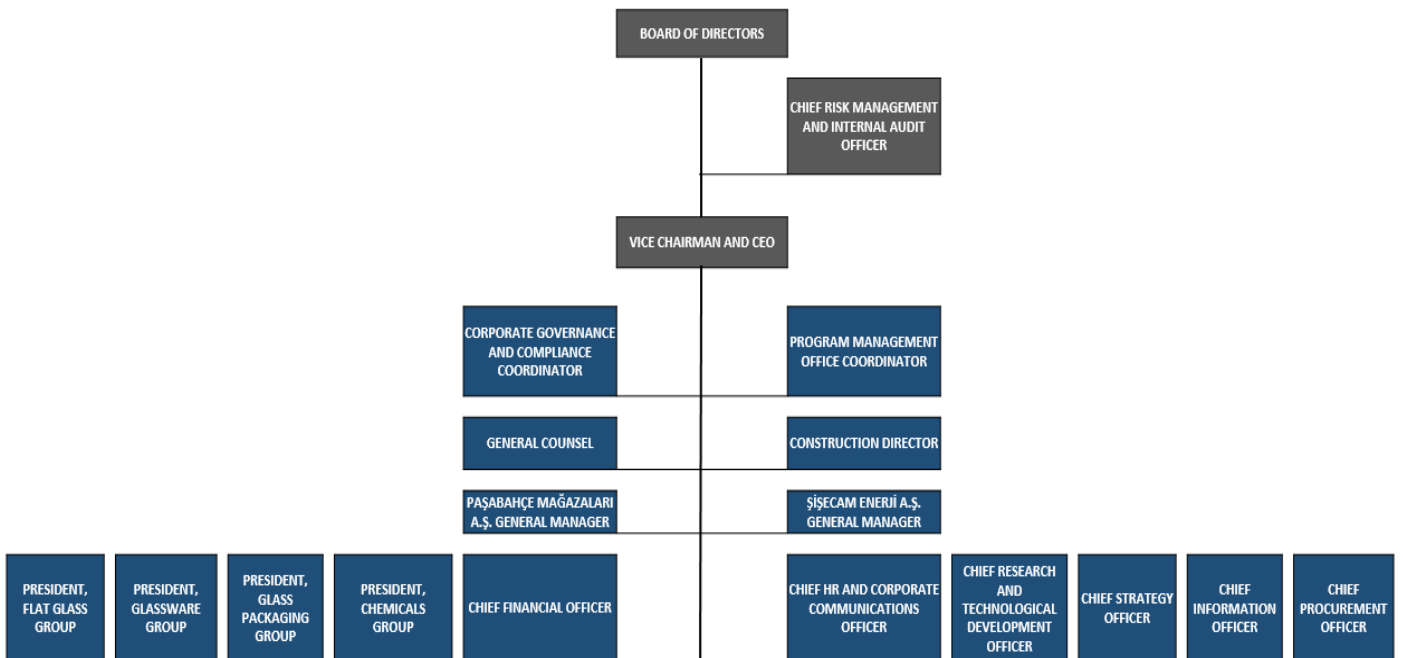 BOARD OF DIRECTORS
CHIEF RISK MANAGEMENT
AND INTERNAL AUDIT
OFFICER
VICE CHAIRMAN AND CEO
CORPORATE GOVERNANCE
AND COMPLIANCE
COORDINATOR
PROGRAM MANAGEMENT
OFFICE COORDINATOR
GENERAL COUNSEL
CONSTRUCTION DIRECTOR
PAŞABAHÇE MAĞAZALARI
A.Ş. GENERAL MANAGER
ŞİŞECAM ENERJİ A.Ş.
GENERAL MANAGER
PRESIDENT,
FLAT GLASS
GROUP
PRESIDENT,
GLASSWARE
GROUP
PRESIDENT,
GLASS
PACKAGING
GROUP
PRESIDENT,
CHEMICALS
GROUP
CHIEF FINANCIAL OFFICER
CHIEF HR AND CORPORATE
COMMUNICATIONS
OFFICER
CHIEF RESEARCH
AND
TECHNOLOGICAL
DEVELOPMENT
OFFICER
CHIEF STRATEGY
OFFICER
CHIEF
INFORMATION
OFFICER
CHIEF
PROCUREMENT
OFFICER